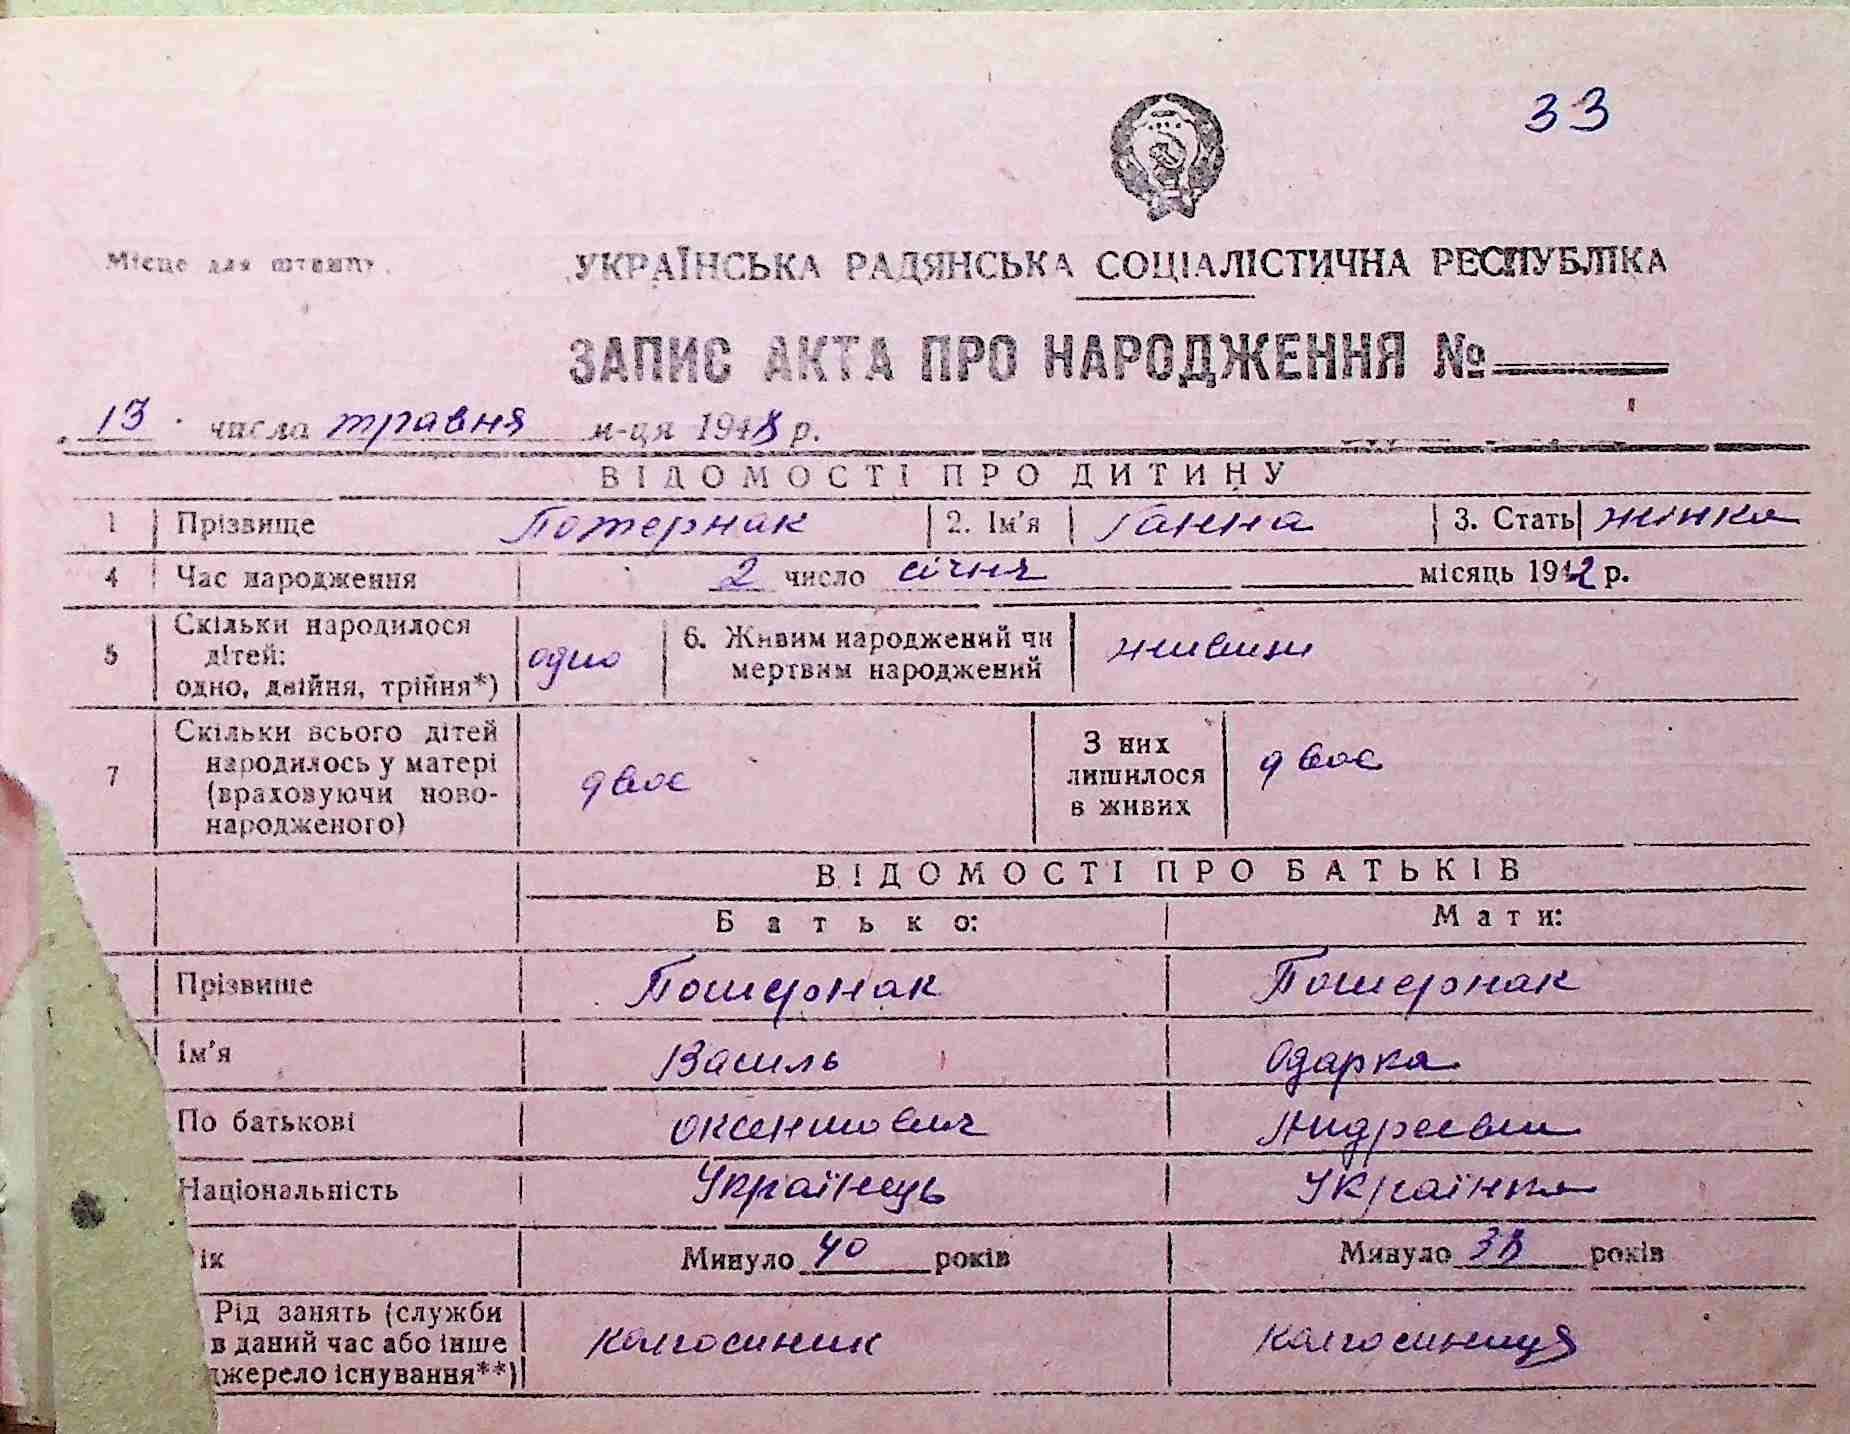 33
Місце для штампу.
УКРАЇНСЬКА РАДЯНСЬКА СОЦІАЛІСТИЧНА РЕСПУБЛІКА
ЗАПИС АКТА ПРО НАРОДЖЕННЯ №
13 числа травня м-ця 1948 р.
ВІДОМОСТІ ПРО ДИТИНУ
1 Прізвище Потернак 2. Ім'я Ганна 3. Стать жінка
4 Час народження 2 число січня місяць 1942 р.
5 Скільки народилося дітей: одно, двійня, трійня*) одно 6. Живим народжений чи мертвим народжений живим
7 Скільки всього дітей народилось у матері (враховуючи новонародженого) двоє З них лишилося в живих двоє
ВІДОМОСТІ ПРО БАТЬКІВ
Батько: Мати:
Прізвище Потернак Потернак
Ім'я Василь Одарка
По батькові Андреевни
Національність Українець Українка
ік Минуло 40 років Минуло 38 років
Рід занять (служби в даний час або інше джерело існування**) колгоспник колгоспниця